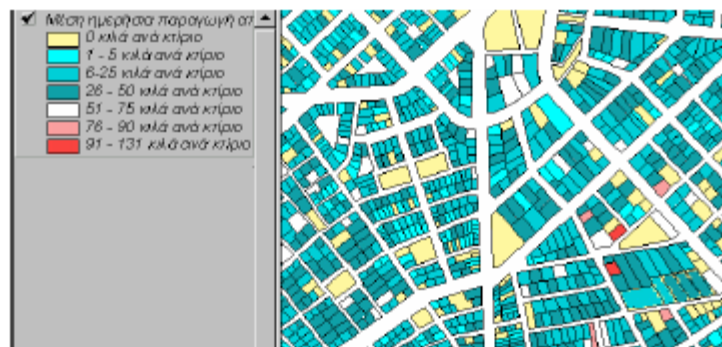 Μέση ημερήσια παραγωγή απ
0 κιλά ανά κτίριο
1 - 5 κιλά ανά κτίριο
6-25 κιλά ανά κτίριο
26 - 50 κιλά ανά κτίριο
51 - 75 κιλά ανά κτίριο
76 - 90 κιλά ανά κτίριο
91 - 131 κιλά ανά κτίριο